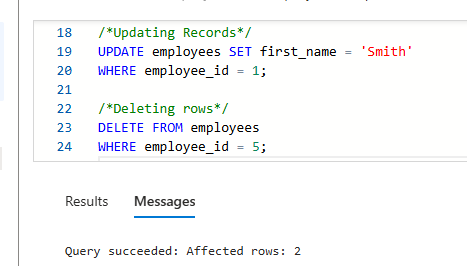 18 /*Updating Records*/
19 UPDATE employees SET first_name = 'Smith'
20 WHERE employee_id = 1;
21
22 /*Deleting rows*/
23 DELETE FROM employees
24 WHERE employee_id = 5;
Results Messages
Query succeeded: Affected rows: 2